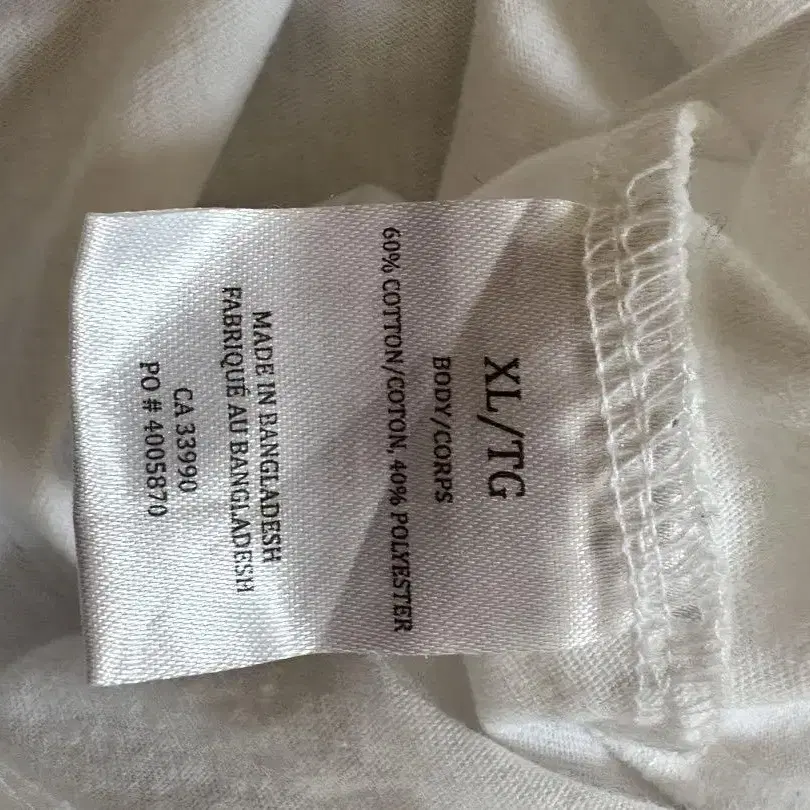 XL/TG
BODY/CORPS
60% COTTON/COTON, 40% POLYESTER
MADE IN BANGLADESH
FABRIQUÉ AU BANGLADESH
CA 33990
PO # 4005870